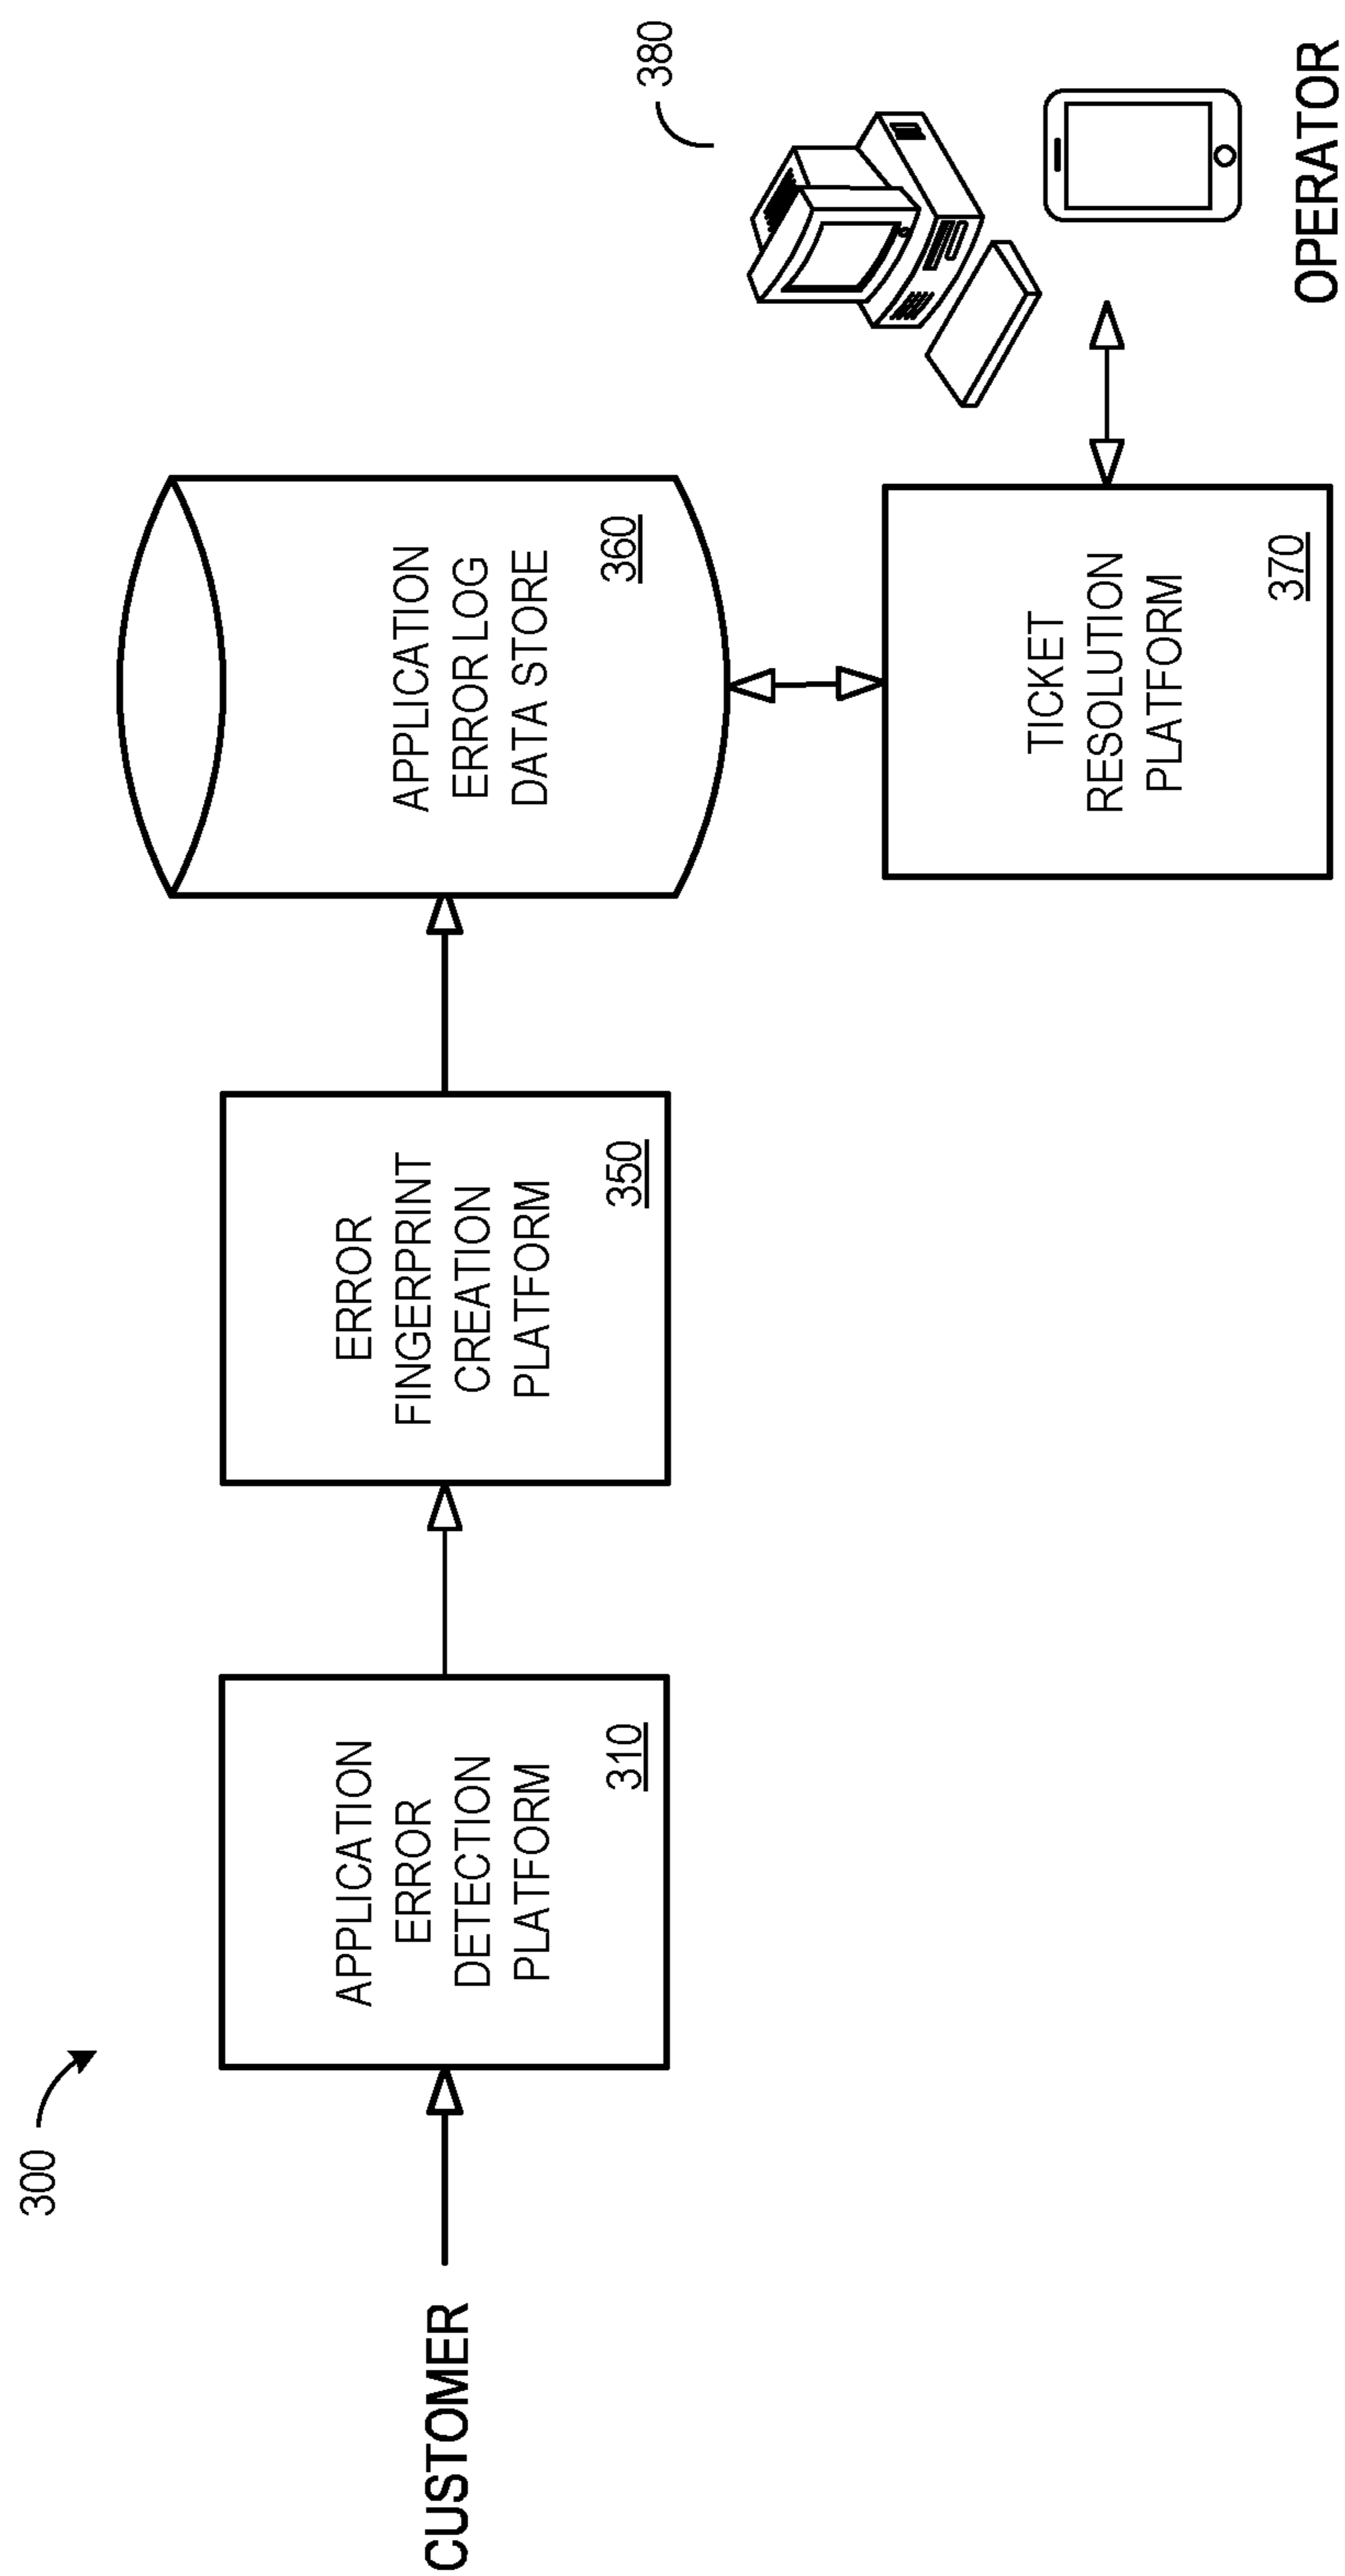 300
CUSTOMER
APPLICATION
ERROR
DETECTION
PLATFORM
310
ERROR
FINGERPRINT
CREATION
PLATFORM
350
APPLICATION
ERROR LOG
DATA STORE
360
TICKET
RESOLUTION
PLATFORM
370
380
OPERATOR